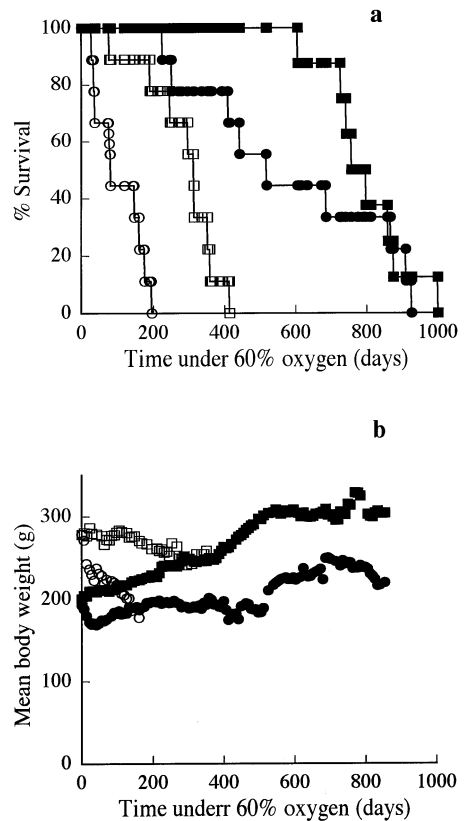 a
100
80
60
40
20
0
% Survival
0 200 400 600 800 1000
Time under 60% oxygen (days)
b
300
200
100
0
Mean body weight (g)
0 200 400 600 800 1000
Time underr 60% oxygen (days)